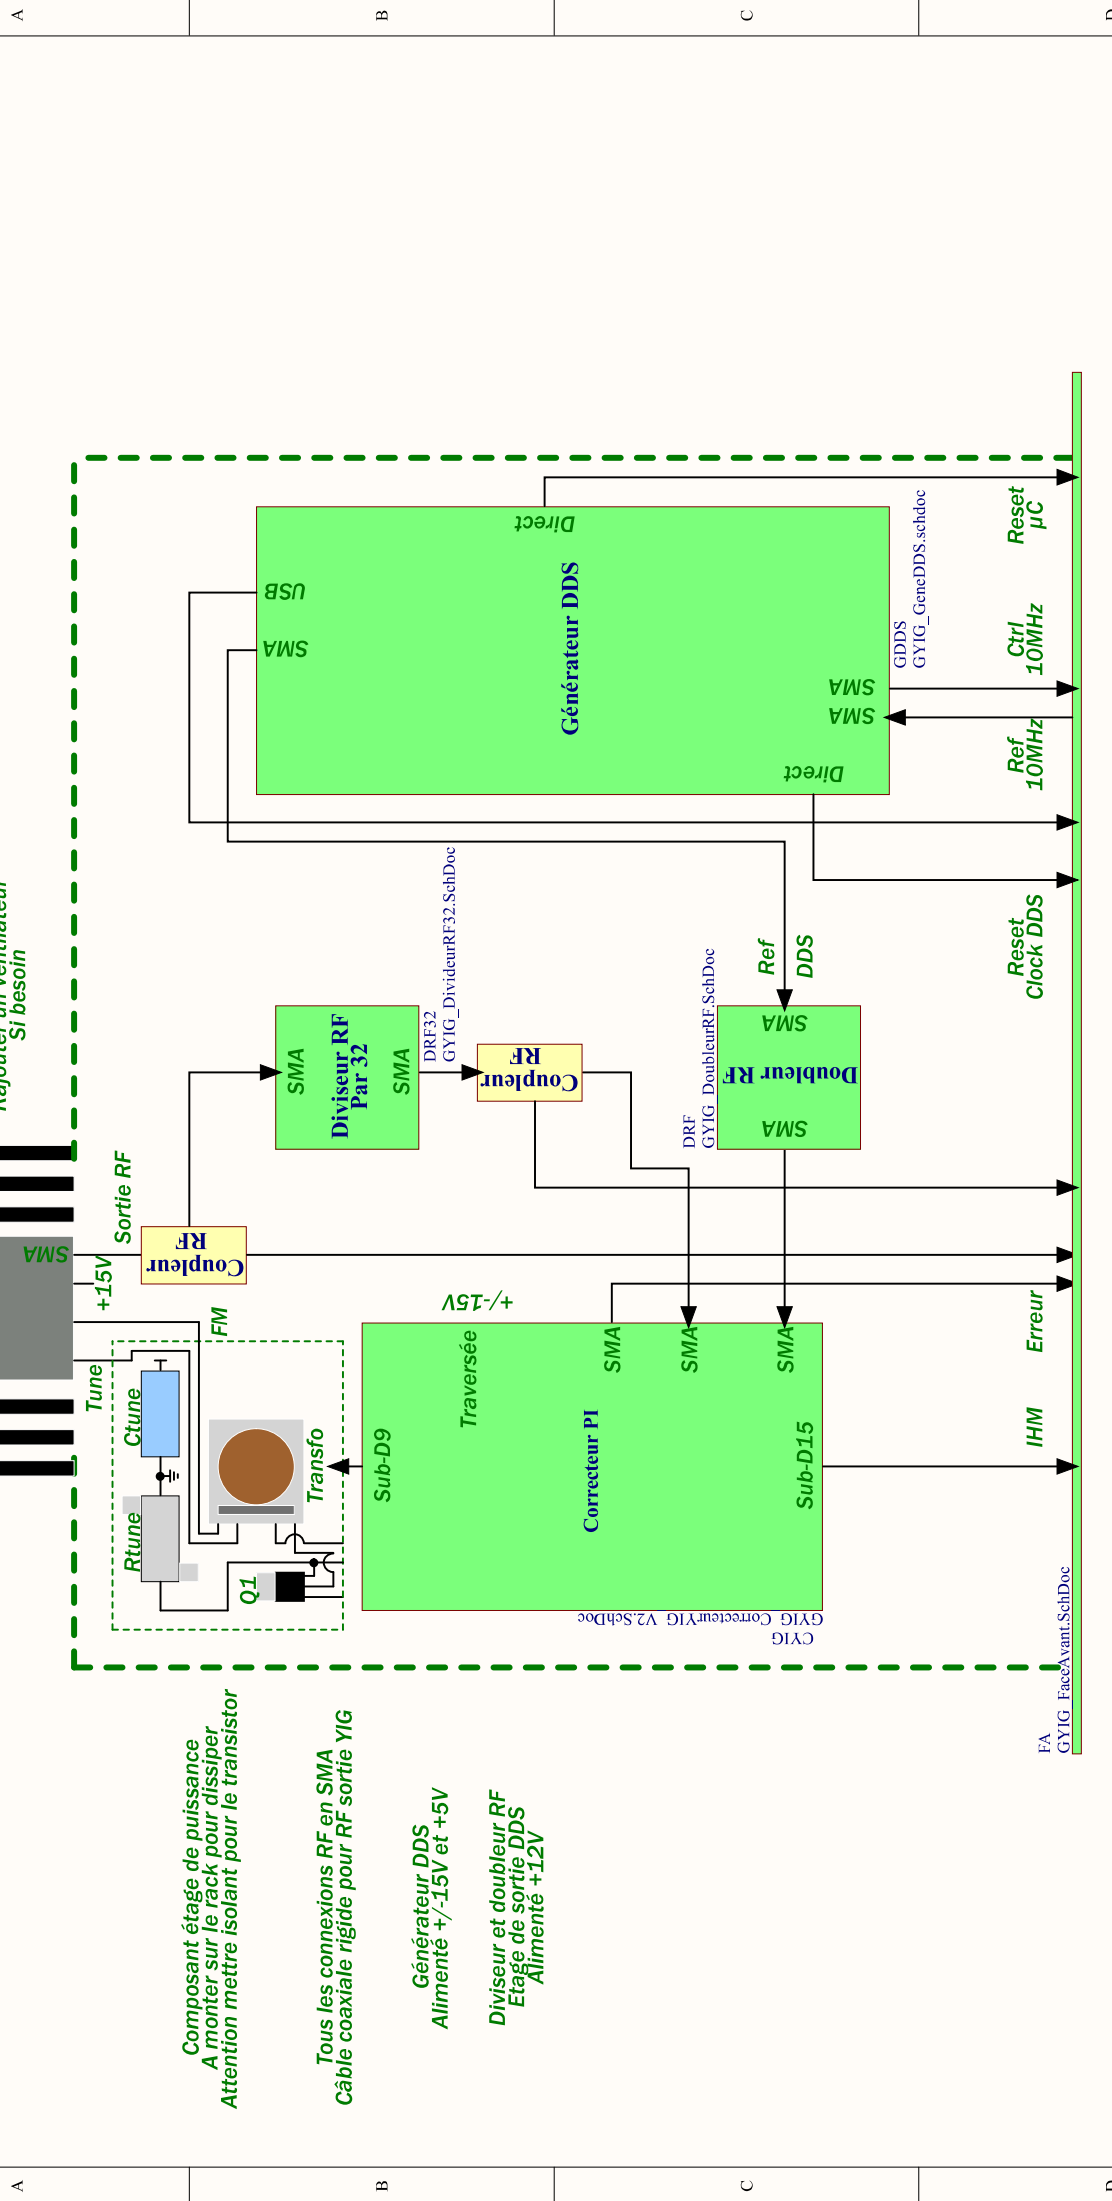 A
B
C
D
Rajouter un ventilateur
Si besoin
SMA
+15V
Tune
FM
Sortie RF
Coupleur
RF
Ctune
Rtune
Transfo
Q1
Diviseur RF
Par 32
SMA
SMA
DRF32
GYIG_DivideurRF32.SchDoc
Coupleur
RF
Générateur DDS
USB
SMA
Direct
SMA
SMA
Direct
GDDS
GYIG_GeneDDS.schdoc
Ref
DDS
Doubleur RF
SMA
SMA
DRF
GYIG_DoubleurRF.SchDoc
Correcteur PI
+/-15V
Traversée
Sub-D9
SMA
SMA
SMA
Sub-D15
CYIG
GYIG_CorrecteurYIG_V2.SchDoc
Reset
µC
Ctrl
10MHz
Ref
10MHz
Reset
Clock DDS
Erreur
IHM
FA
GYIG_FaceAvant.SchDoc
Composant étage de puissance
A monter sur le rack pour dissiper
Attention mettre isolant pour le transistor
Tous les connexions RF en SMA
Câble coaxiale rigide pour RF sortie YIG
Générateur DDS
Alimenté +/-15V et +5V
Diviseur et doubleur RF
Etage de sortie DDS
Alimenté +12V
A
B
C
D